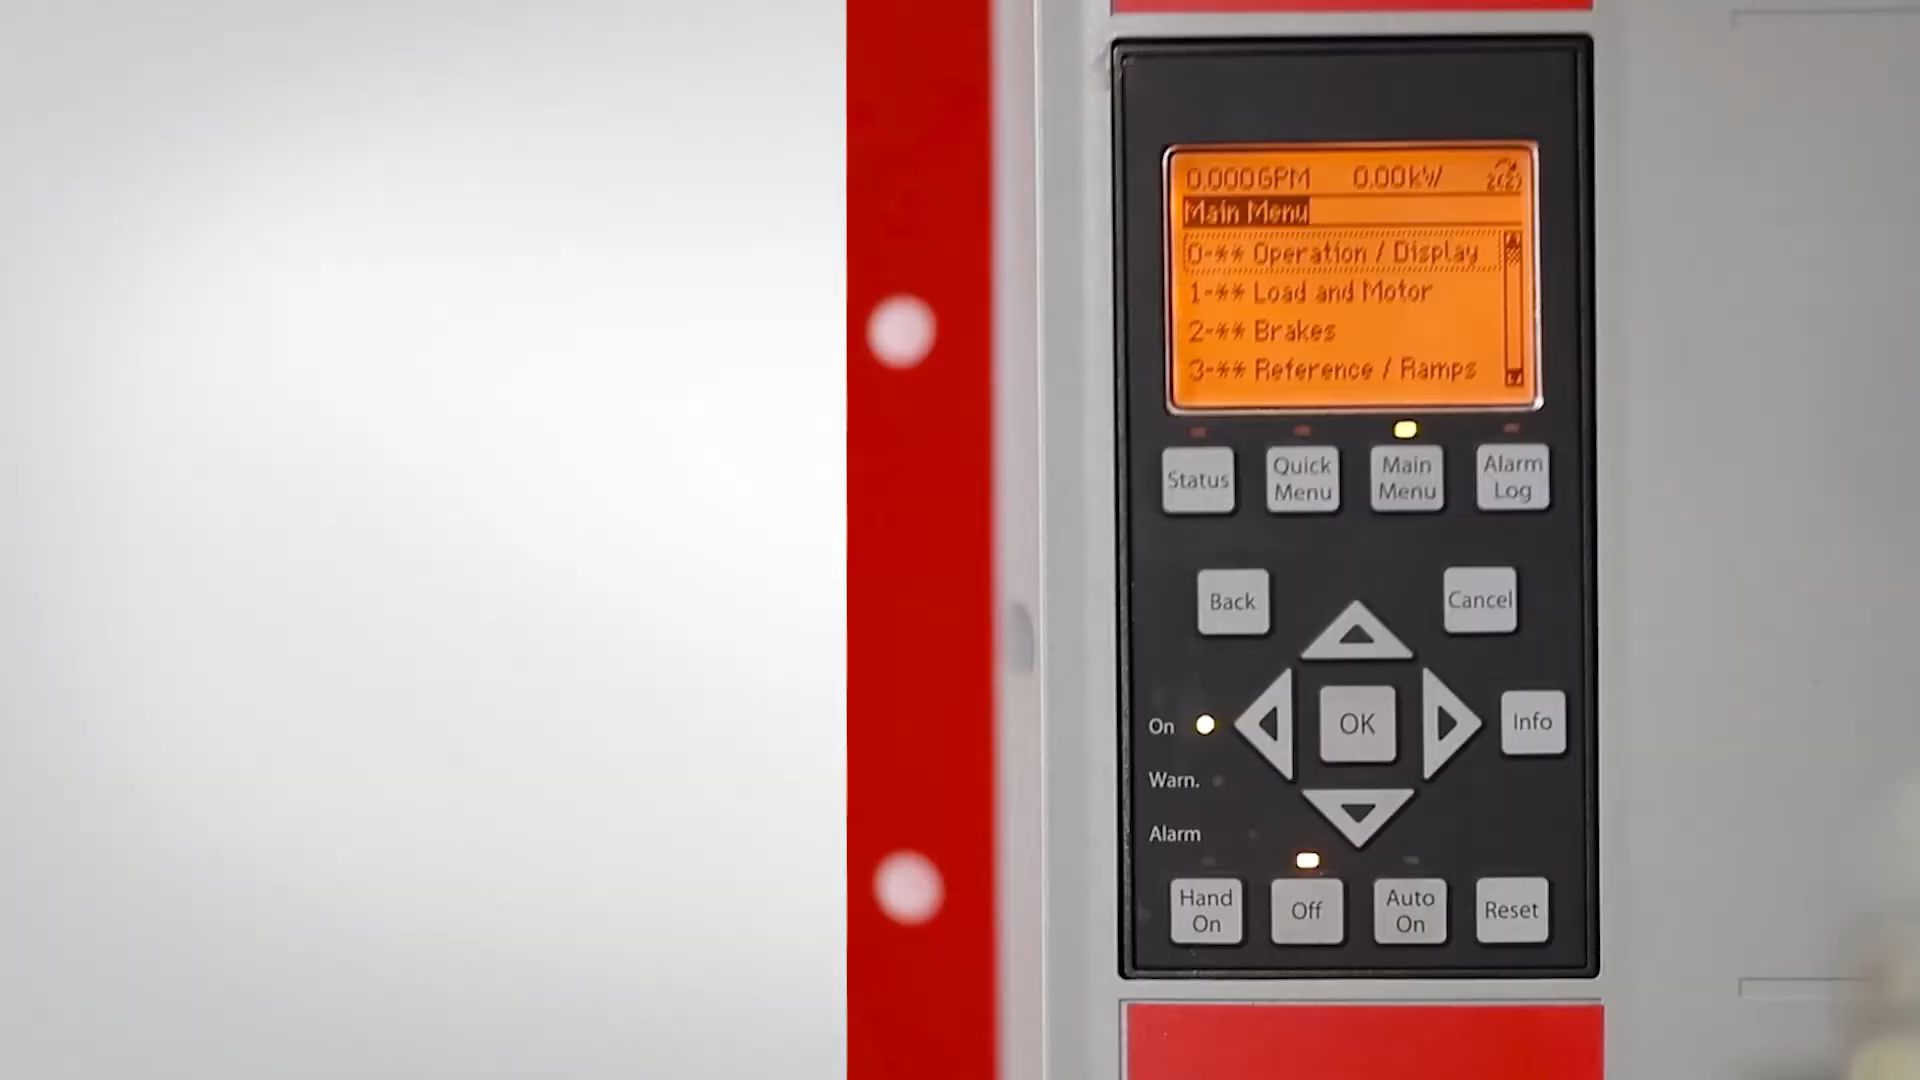 0.000GPM 0.00kW 2(2)
Main Menu
0-** Operation / Display
1-** Load and Motor
2-** Brakes
3-** Reference / Ramps
Status
Quick Menu
Main Menu
Alarm Log
Back
Cancel
On
OK
Info
Warn.
Alarm
Hand On
Off
Auto On
Reset